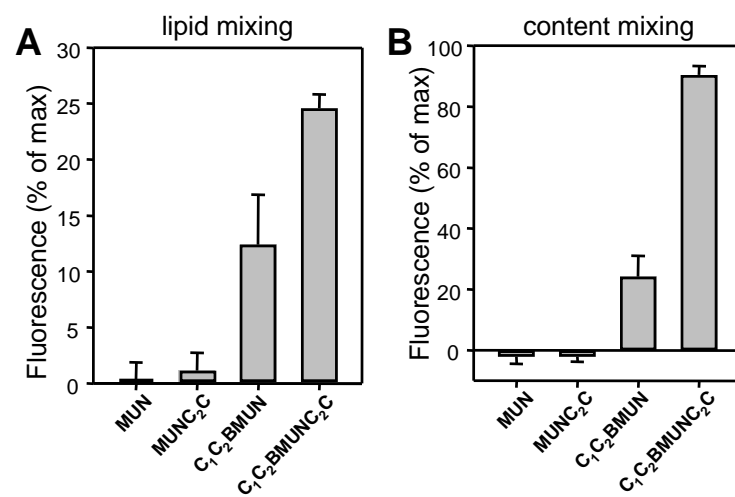 A lipid mixing
Fluorescence (% of max)
30
25
20
15
10
5
0
MUN
MUNC₂C
C₁C₂BMUN
C₁C₂BMUNC₂C
B content mixing
Fluorescence (% of max)
100
80
60
40
20
0
MUN
MUNC₂C
C₁C₂BMUN
C₁C₂BMUNC₂C